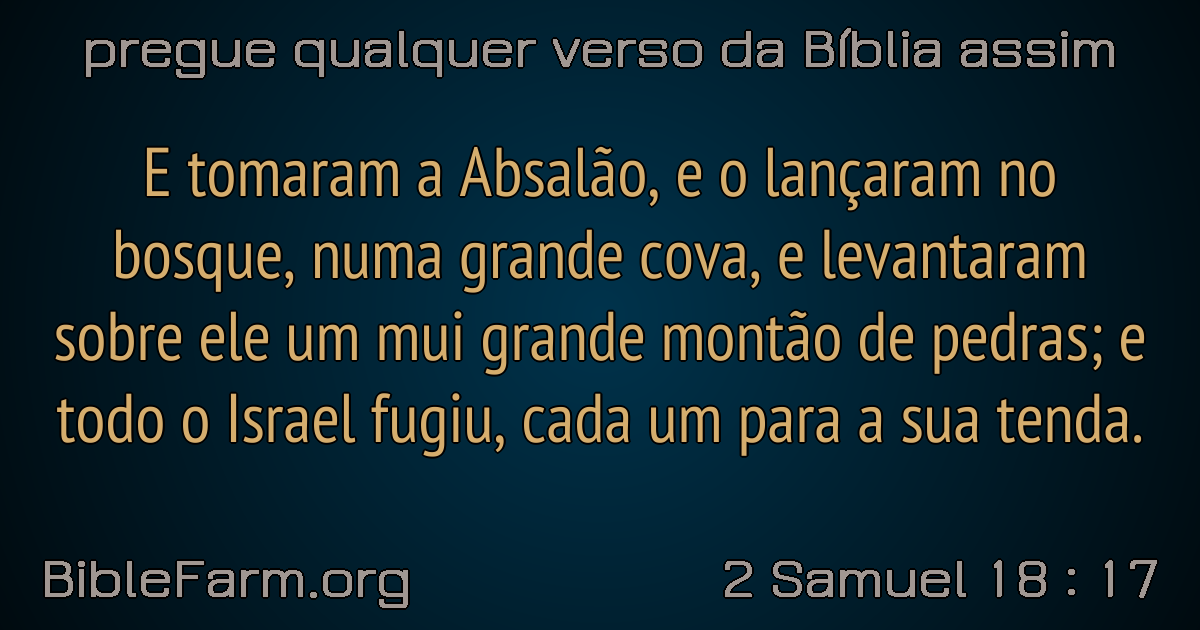 pregue qualquer verso da Bíblia assim
E tomaram a Absalão, e o lançaram no
bosque, numa grande cova, e levantaram
sobre ele um mui grande montão de pedras; e
todo o Israel fugiu, cada um para a sua tenda.
BibleFarm.org
2 Samuel 18 : 17